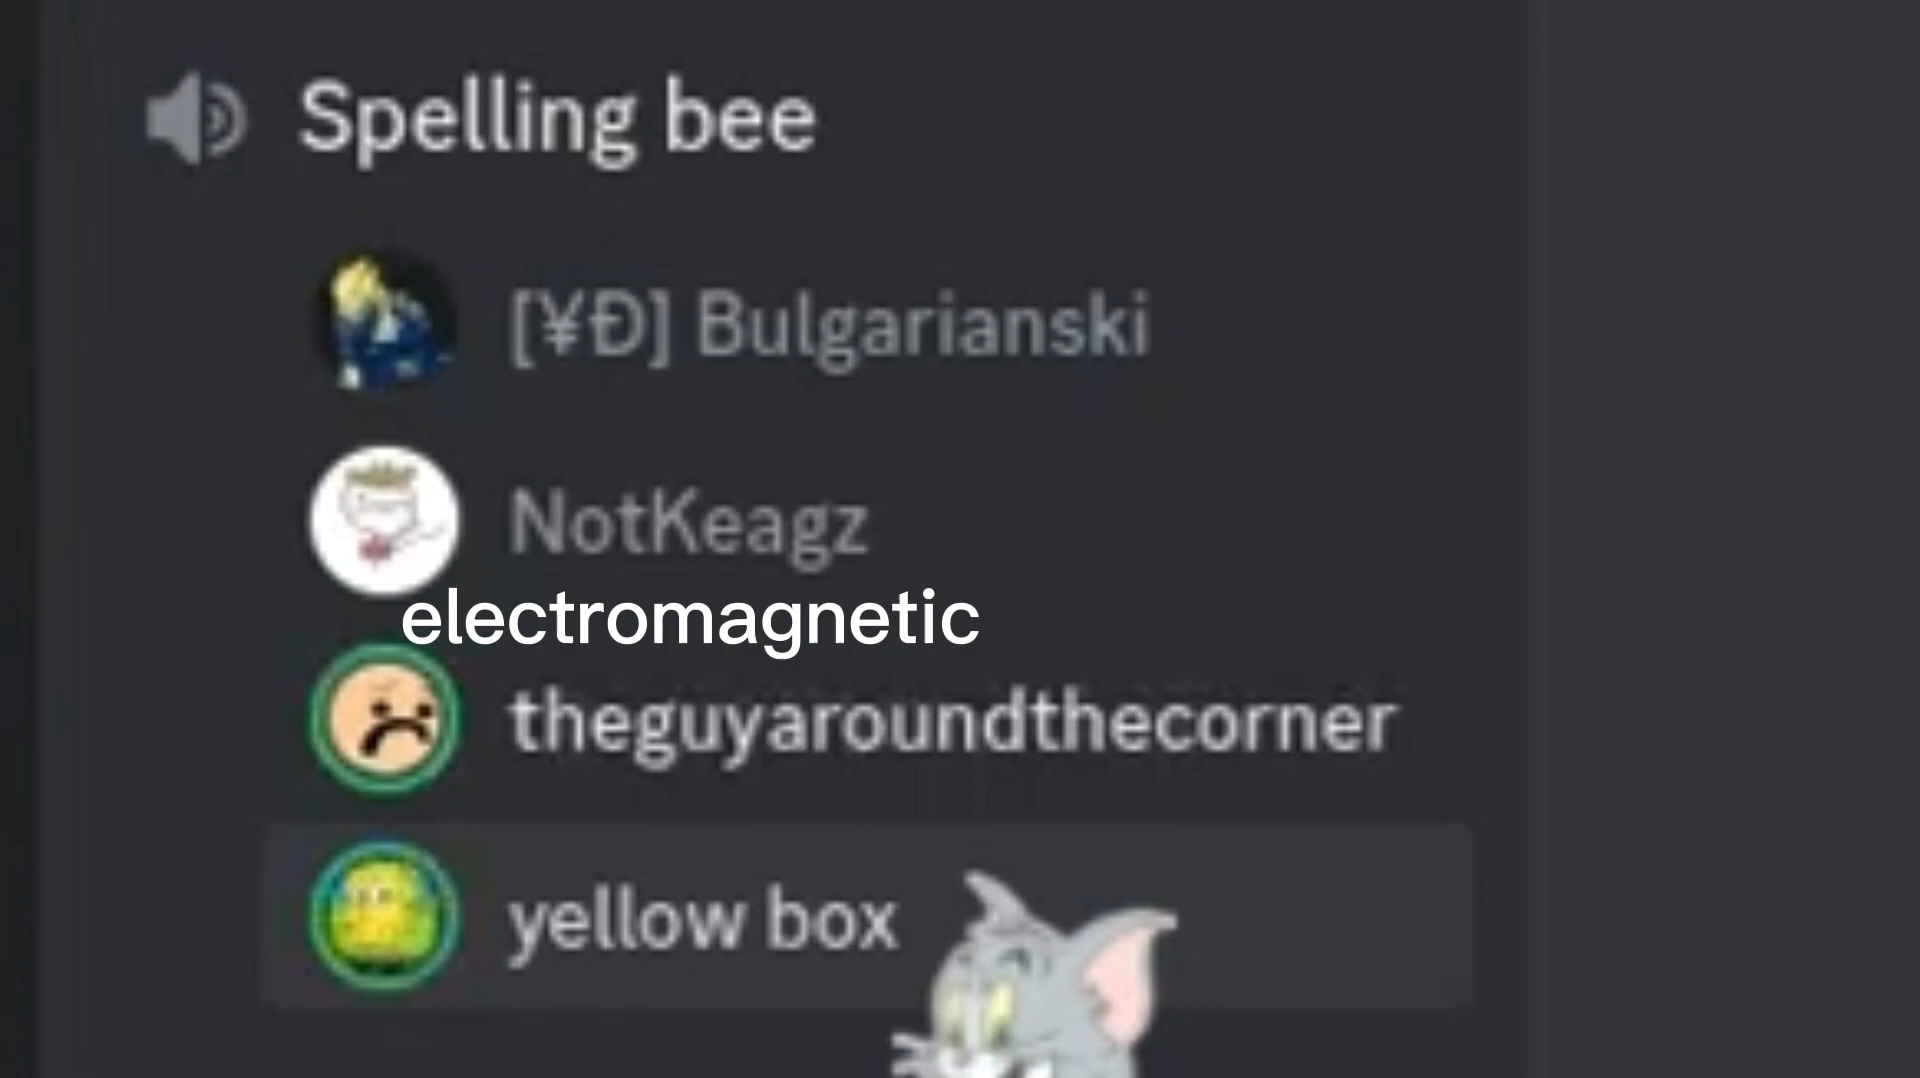 Spelling bee
[¥Đ] Bulgarianski
NotKeagz
electromagnetic
theguyaroundthecorner
yellow box